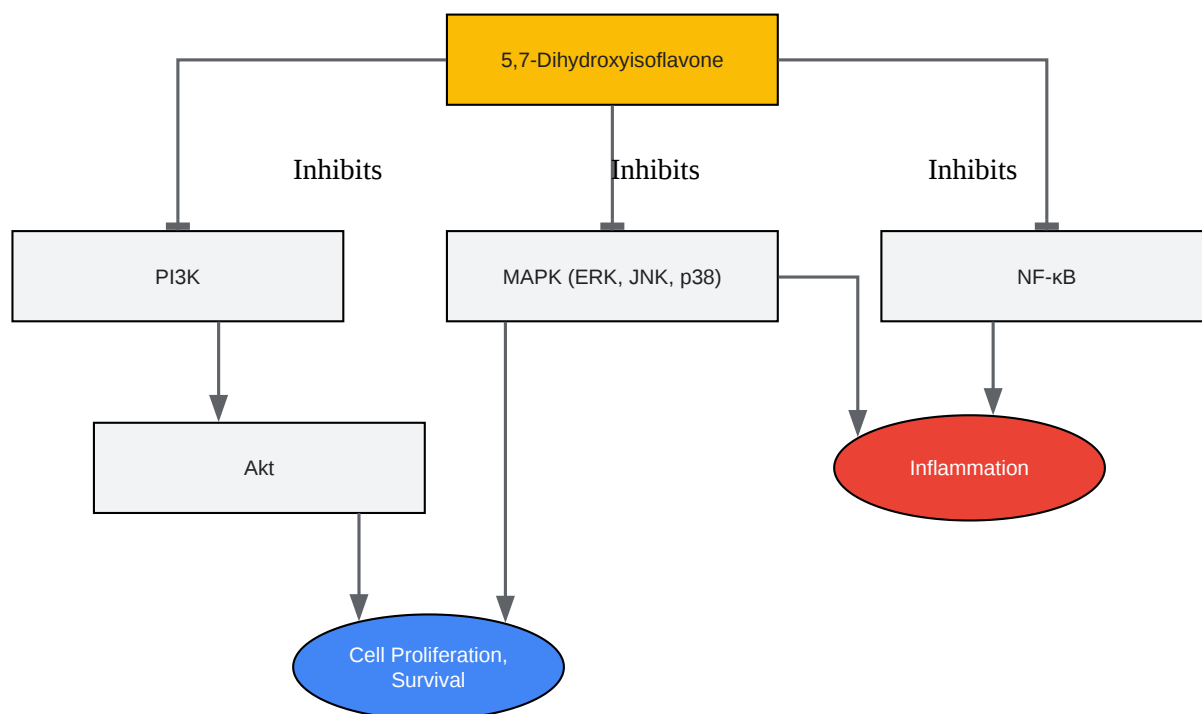 5,7-Dihydroxyisoflavone
Inhibits
Inhibits
Inhibits
PI3K
MAPK (ERK, JNK, p38)
NF-κB
Akt
Inflammation
Cell Proliferation,
Survival